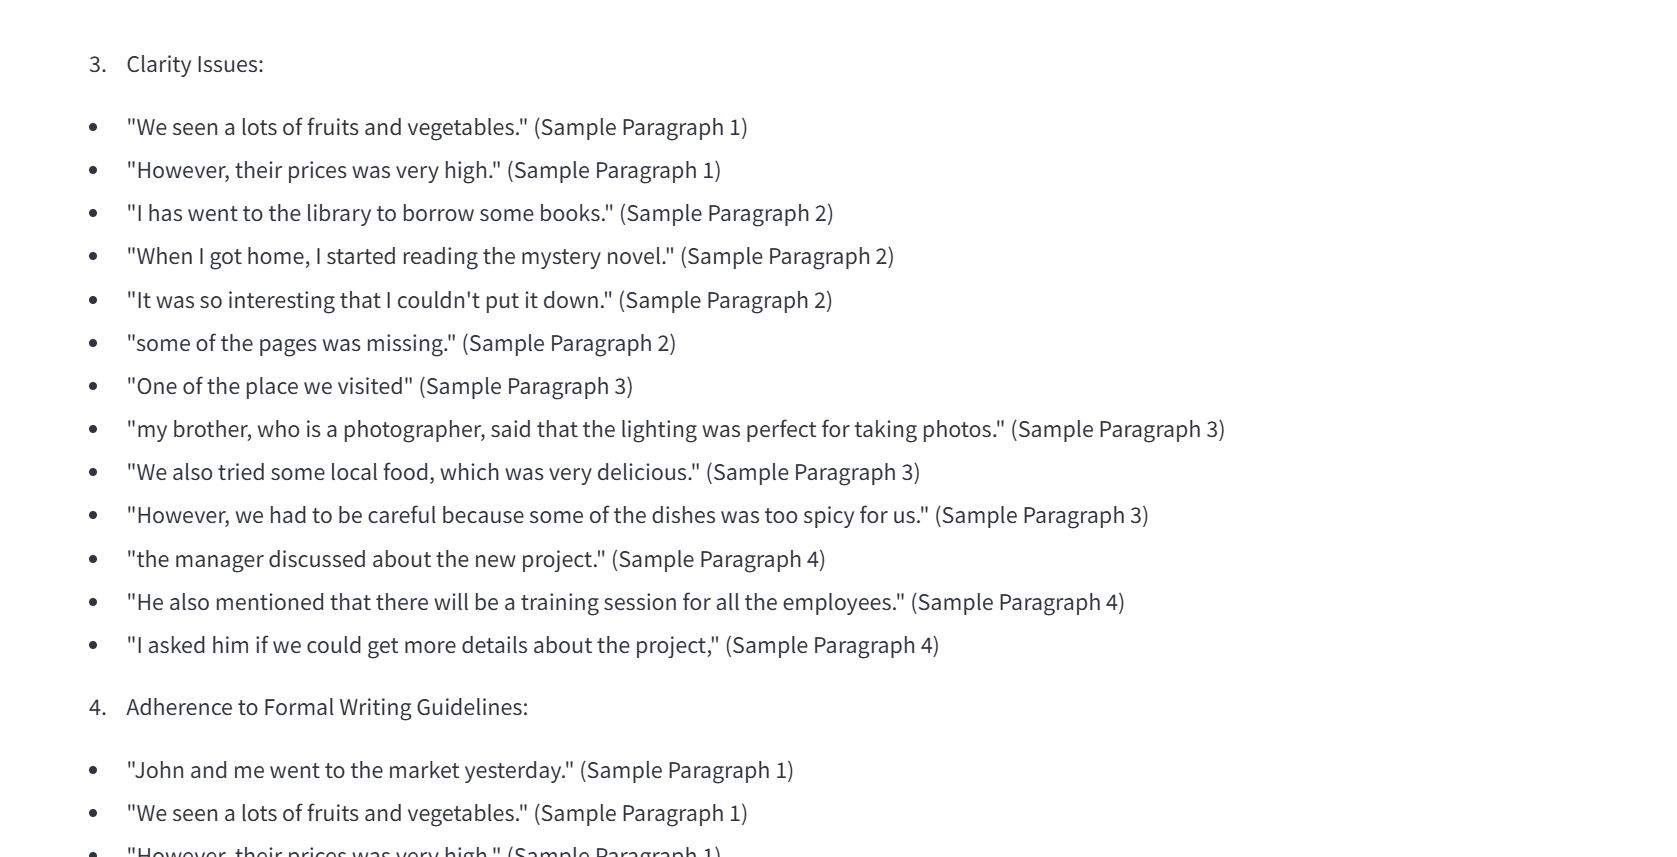 3. Clarity Issues:
• "We seen a lots of fruits and vegetables." (Sample Paragraph 1)
• "However, their prices was very high." (Sample Paragraph 1)
• "I has went to the library to borrow some books." (Sample Paragraph 2)
• "When I got home, I started reading the mystery novel." (Sample Paragraph 2)
• "It was so interesting that I couldn't put it down." (Sample Paragraph 2)
• "some of the pages was missing." (Sample Paragraph 2)
• "One of the place we visited" (Sample Paragraph 3)
• "my brother, who is a photographer, said that the lighting was perfect for taking photos." (Sample Paragraph 3)
• "We also tried some local food, which was very delicious." (Sample Paragraph 3)
• "However, we had to be careful because some of the dishes was too spicy for us." (Sample Paragraph 3)
• "the manager discussed about the new project." (Sample Paragraph 4)
• "He also mentioned that there will be a training session for all the employees." (Sample Paragraph 4)
• "I asked him if we could get more details about the project," (Sample Paragraph 4)
4. Adherence to Formal Writing Guidelines:
• "John and me went to the market yesterday." (Sample Paragraph 1)
• "We seen a lots of fruits and vegetables." (Sample Paragraph 1)
• "However, their prices was very high." (Sample Paragraph 1)